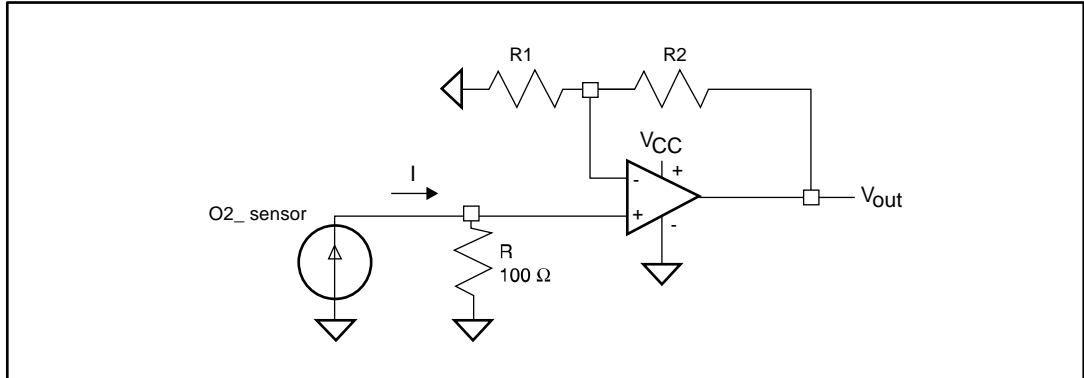 R1
R2
VCC
+
-
I
O2_ sensor
+
-
Vout
R
100 Ω